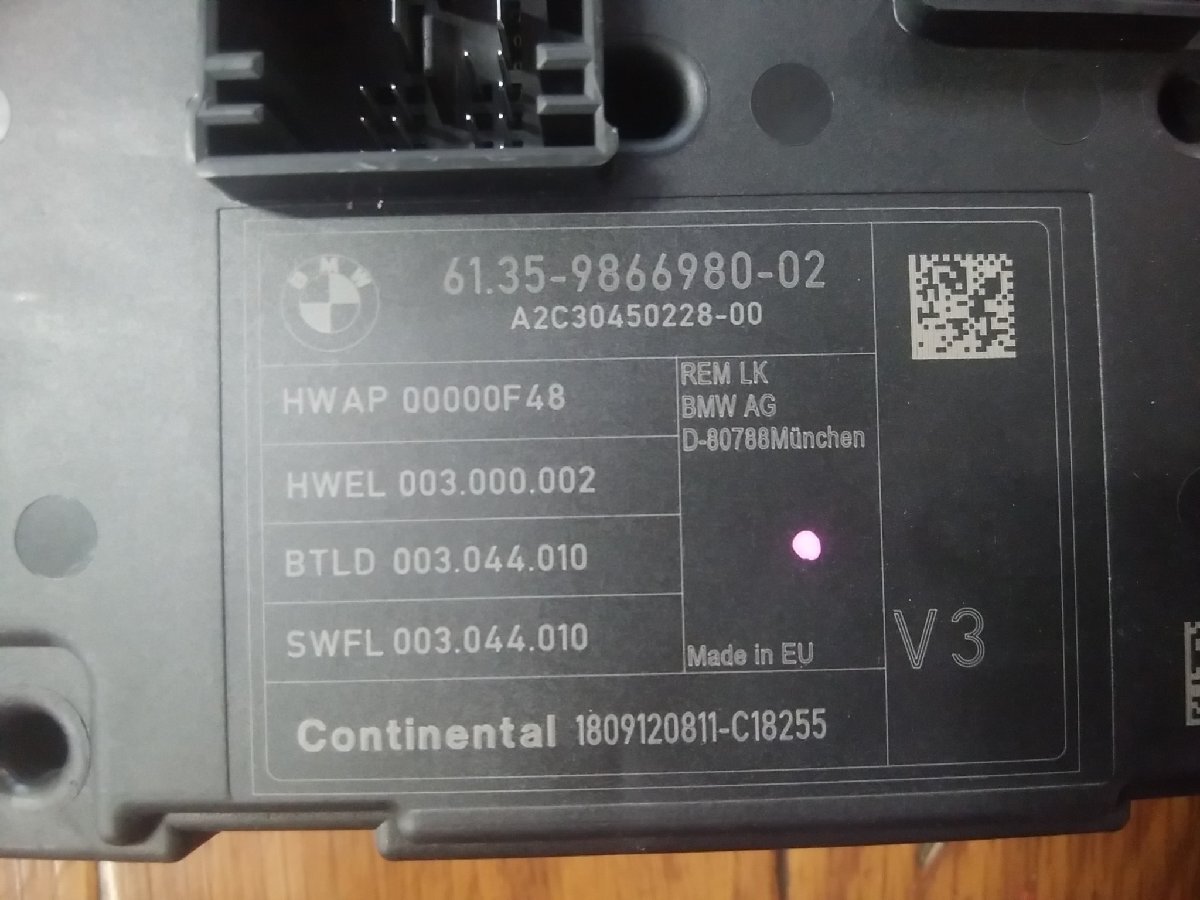 BMW
61.35-9866980-02
A2C30450228-00
HWAP 00000F48
HWEL 003.000.002
BTLD 003.044.010
SWFL 003.044.010
REM LK
BMW AG
D-80788München
Made in EU
V3
Continental 1809120811-C18255